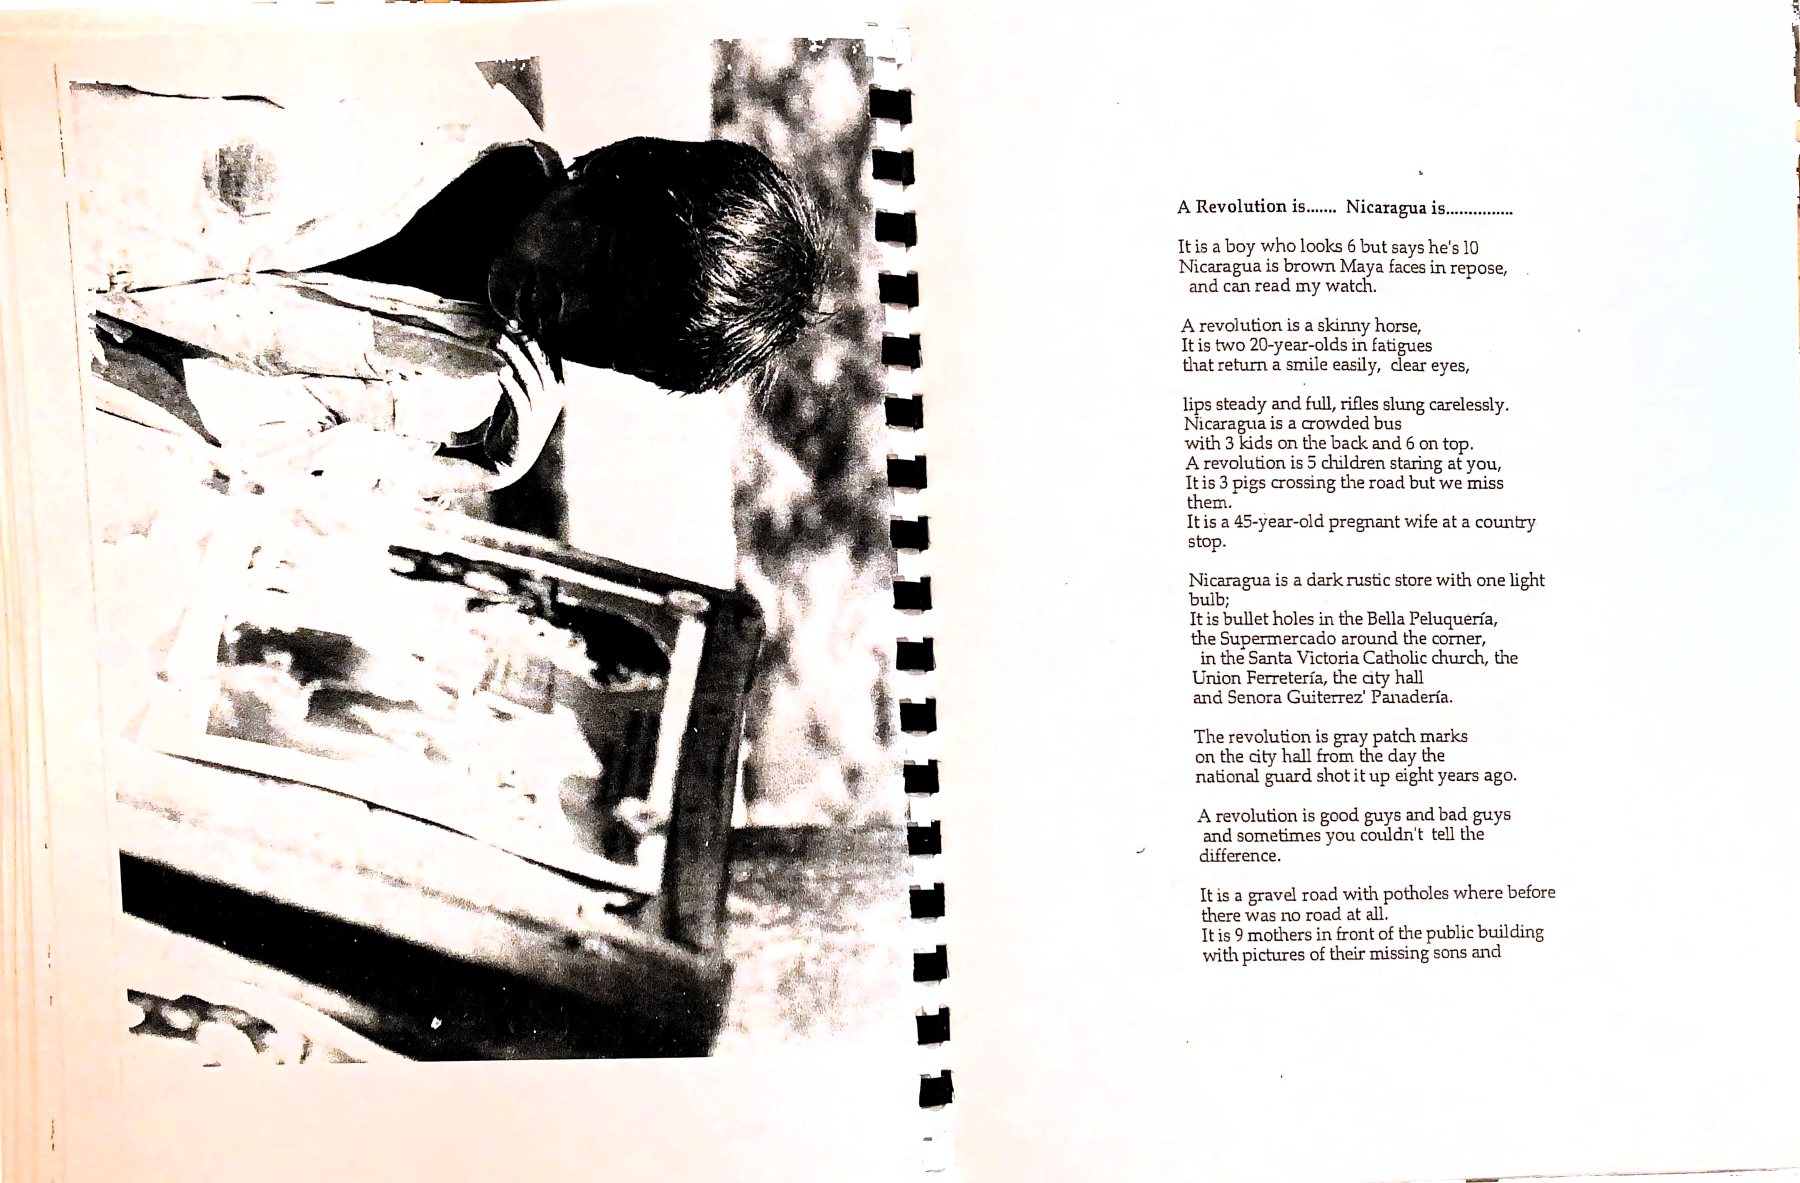 A Revolution is....... Nicaragua is...............
It is a boy who looks 6 but says he's 10
Nicaragua is brown Maya faces in repose,
and can read my watch.
A revolution is a skinny horse,
It is two 20-year-olds in fatigues
that return a smile easily, clear eyes,
lips steady and full, rifles slung carelessly.
Nicaragua is a crowded bus
with 3 kids on the back and 6 on top.
A revolution is 5 children staring at you,
It is 3 pigs crossing the road but we miss
them.
It is a 45-year-old pregnant wife at a country
stop.
Nicaragua is a dark rustic store with one light
bulb;
It is bullet holes in the Bella Peluquería,
the Supermercado around the corner,
in the Santa Victoria Catholic church, the
Union Ferretería, the city hall
and Senora Guiterrez' Panadería.
The revolution is gray patch marks
on the city hall from the day the
national guard shot it up eight years ago.
A revolution is good guys and bad guys
and sometimes you couldn't tell the
difference.
It is a gravel road with potholes where before
there was no road at all.
It is 9 mothers in front of the public building
with pictures of their missing sons and